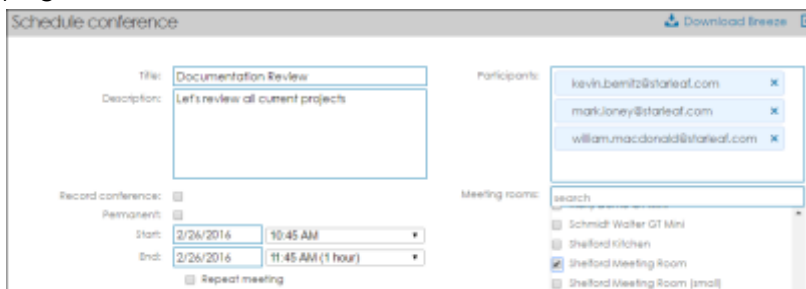 Schedule conference
Download Breeze
Title: Documentation Review
Description: Let's review all current projects
Record conference:
Permanent:
Start: 2/26/2016 10:45 AM
End: 2/26/2016 11:45 AM (1 hour)
Repeat meeting
Participants:
kevin.bernitz@starleaf.com
mark.loney@starleaf.com
william.macdonald@starleaf.com
Meeting rooms: search
Schmidt Walter GT Mini
Shelford Kitchen
Shelford Meeting Room
Shelford Meeting Room (small)